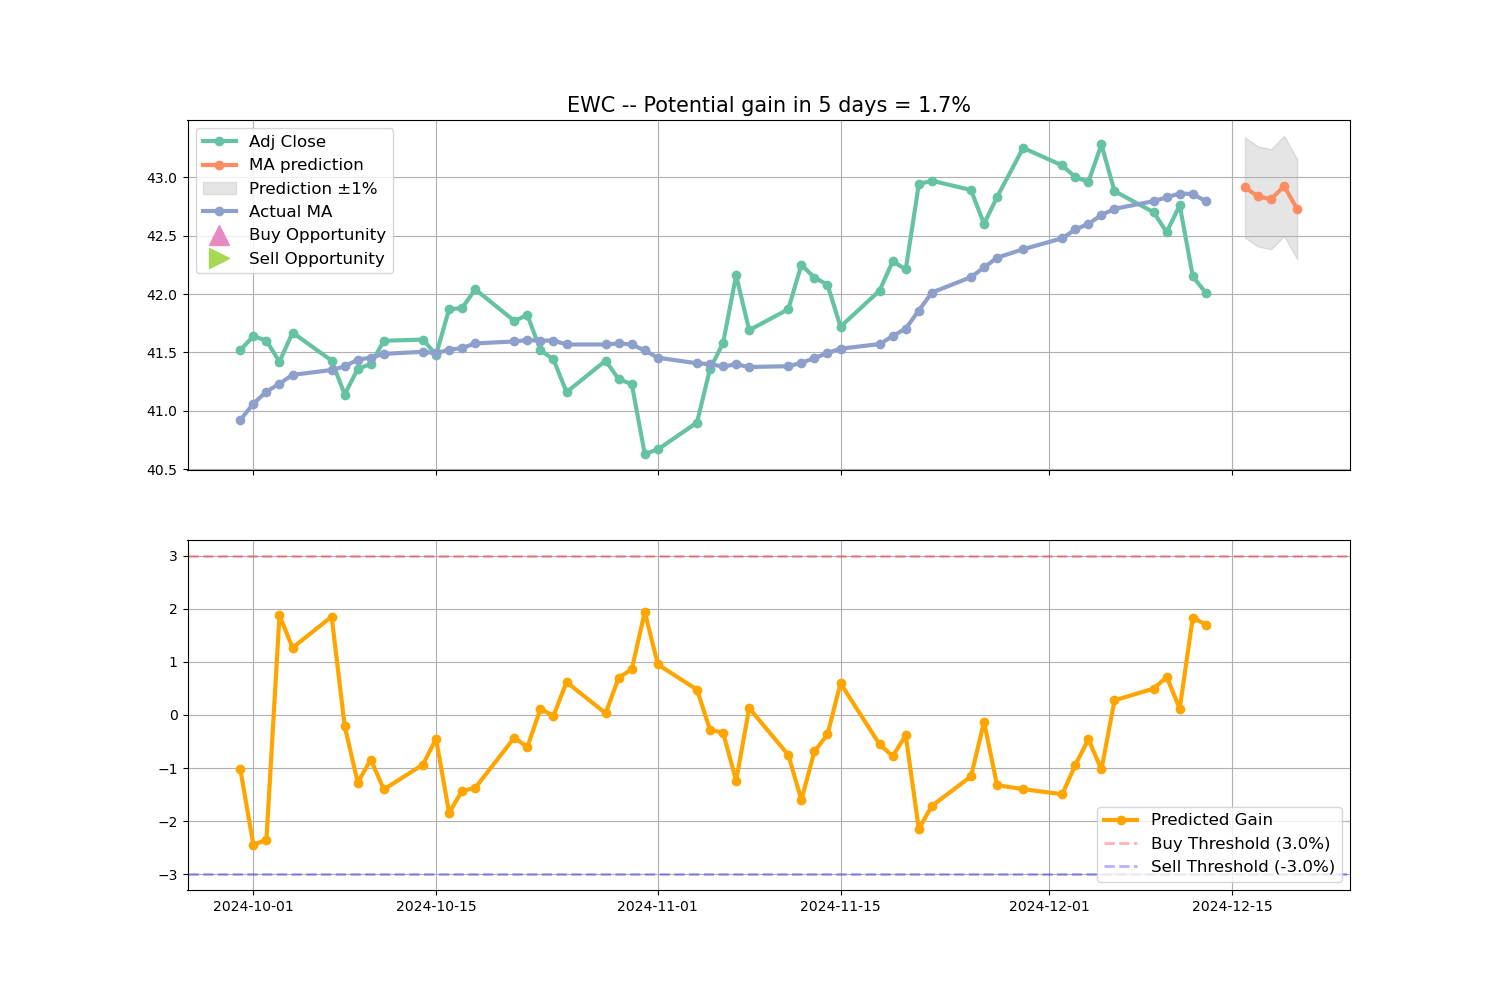 EWC -- Potential gain in 5 days = 1.7%
Adj Close
MA prediction
Prediction ±1%
Actual MA
Buy Opportunity
Sell Opportunity
43.0
42.5
42.0
41.5
41.0
40.5
3
2
1
0
−1
−2
−3
Predicted Gain
Buy Threshold (3.0%)
Sell Threshold (-3.0%)
2024-10-01 2024-10-15 2024-11-01 2024-11-15 2024-12-01 2024-12-15